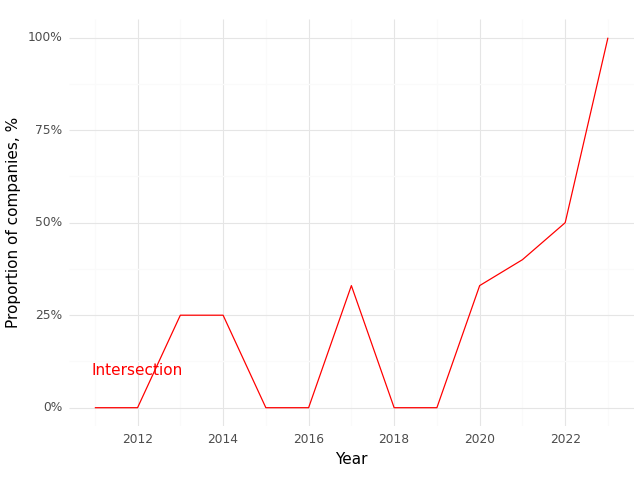 100%
75%
50%
25%
0%
Proportion of companies, %
Intersection
2012 2014 2016 2018 2020 2022
Year